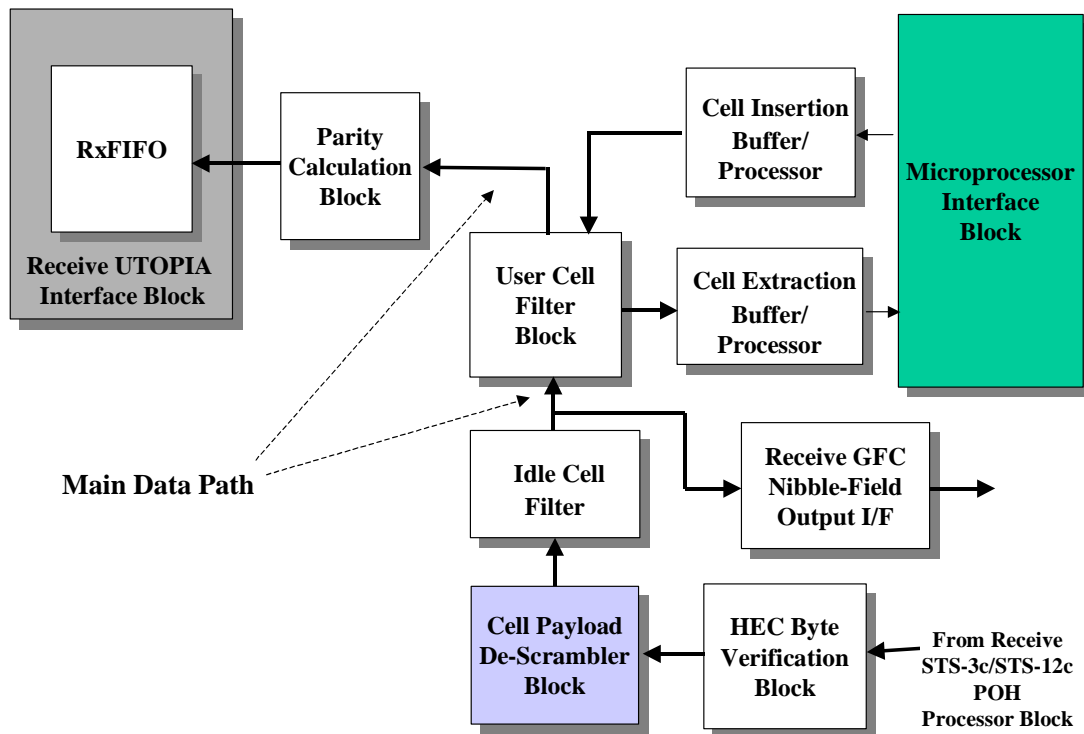 RxFIFO
Receive UTOPIA
Interface Block
Parity
Calculation
Block
Cell Insertion
Buffer/
Processor
Microprocessor
Interface
Block
User Cell
Filter
Block
Cell Extraction
Buffer/
Processor
Main Data Path
Idle Cell
Filter
Receive GFC
Nibble-Field
Output I/F
Cell Payload
De-Scrambler
Block
HEC Byte
Verification
Block
From Receive
STS-3c/STS-12c
POH
Processor Block